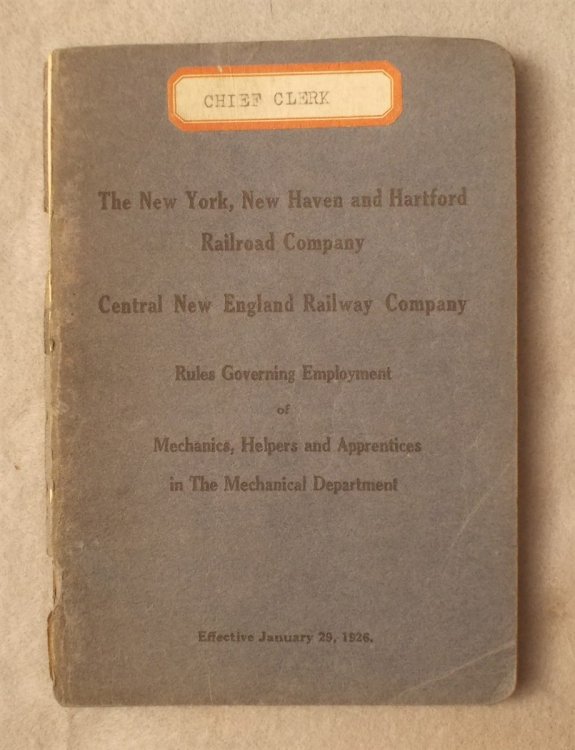 CHIEF CLERK
The New York, New Haven and Hartford
Railroad Company
Central New England Railway Company
Rules Governing Employment
of
Mechanics, Helpers and Apprentices
in The Mechanical Department
Effective January 29, 1926.